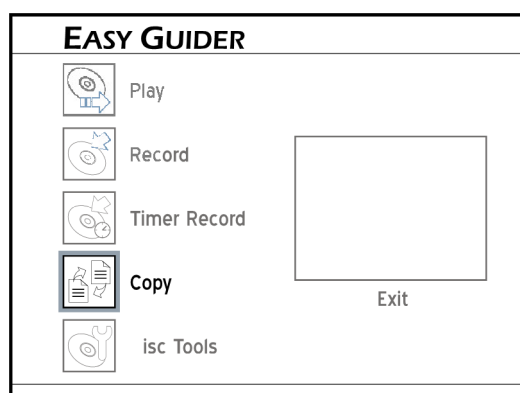 EASY GUIDER
Play
Record
Timer Record
Copy
Exit
isc Tools